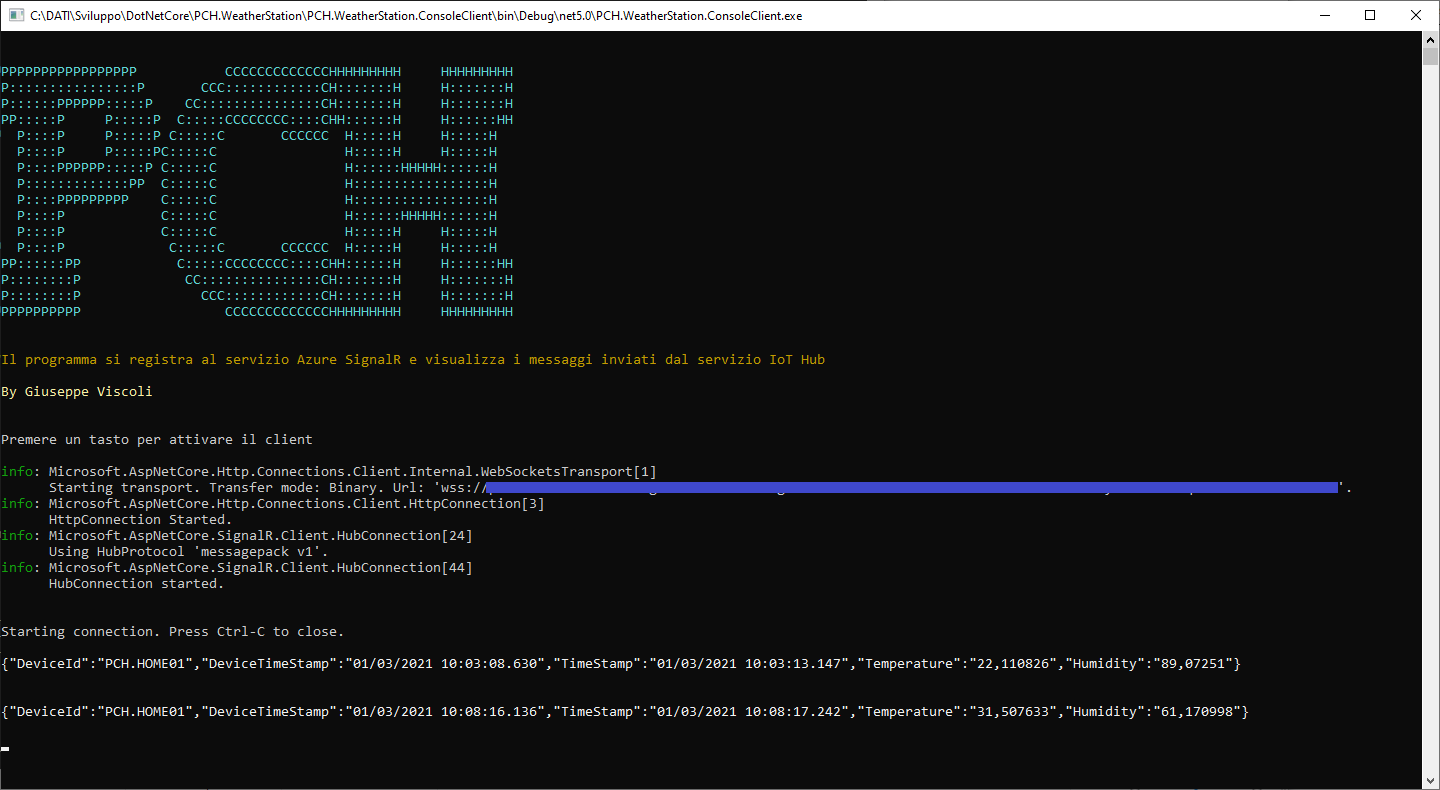 C:\DATI\Sviluppo\DotNetCore\PCH.WeatherStation\PCH.WeatherStation.ConsoleClient\bin\Debug\net5.0\PCH.WeatherStation.ConsoleClient.exe
PPPPPPPPPPPPPPPPP           CCCCCCCCCCCCCHHHHHHHHH     HHHHHHHHH
P::::::::::::::::P       CCC::::::::::::CH:::::::H     H:::::::H
P::::::PPPPPP:::::P    CC:::::::::::::::CH:::::::H     H:::::::H
PP:::::P     P:::::P  C:::::CCCCCCCC::::CHH::::::H     H::::::HH
  P::::P     P:::::P C:::::C       CCCCCC  H:::::H     H:::::H
  P::::P     P:::::PC:::::C                H:::::H     H:::::H
  P::::PPPPPP:::::P C:::::C                H::::::HHHHH::::::H
  P:::::::::::::PP  C:::::C                H:::::::::::::::::H
  P::::PPPPPPPPP    C:::::C                H:::::::::::::::::H
  P::::P            C:::::C                H::::::HHHHH::::::H
  P::::P            C:::::C                H:::::H     H:::::H
  P::::P             C:::::C       CCCCCC  H:::::H     H:::::H
PP::::::PP            C:::::CCCCCCCC::::CHH::::::H     H::::::HH
P::::::::P             CC:::::::::::::::CH:::::::H     H:::::::H
P::::::::P               CCC::::::::::::CH:::::::H     H:::::::H
PPPPPPPPPP                  CCCCCCCCCCCCCHHHHHHHHH     HHHHHHHHH
Il programma si registra al servizio Azure SignalR e visualizza i messaggi inviati dal servizio IoT Hub
By Giuseppe Viscoli
Premere un tasto per attivare il client
info: Microsoft.AspNetCore.Http.Connections.Client.Internal.WebSocketsTransport[1]
Starting transport. Transfer mode: Binary. Url: 'wss://'.
info: Microsoft.AspNetCore.Http.Connections.Client.HttpConnection[3]
HttpConnection Started.
info: Microsoft.AspNetCore.SignalR.Client.HubConnection[24]
Using HubProtocol 'messagepack v1'.
info: Microsoft.AspNetCore.SignalR.Client.HubConnection[44]
HubConnection started.
Starting connection. Press Ctrl-C to close.
{"DeviceId":"PCH.HOME01","DeviceTimeStamp":"01/03/2021 10:03:08.630","TimeStamp":"01/03/2021 10:03:13.147","Temperature":"22,110826","Humidity":"89,07251"}
{"DeviceId":"PCH.HOME01","DeviceTimeStamp":"01/03/2021 10:08:16.136","TimeStamp":"01/03/2021 10:08:17.242","Temperature":"31,507633","Humidity":"61,170998"}